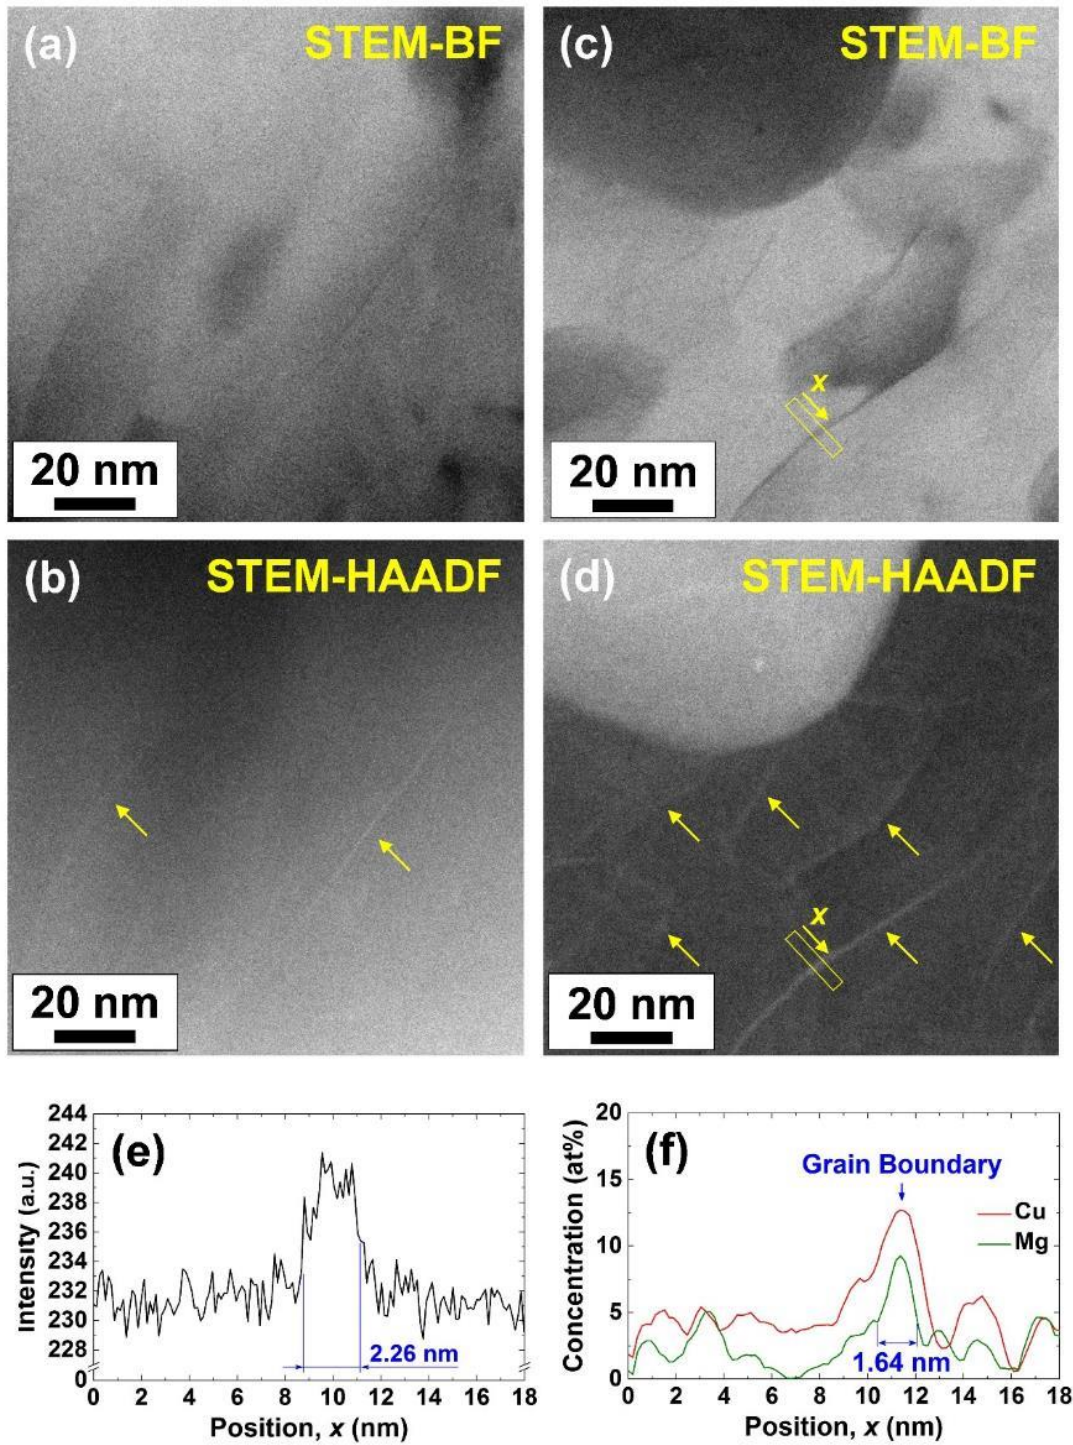 (a) STEM-BF
20 nm
(c) STEM-BF
x
20 nm
(b) STEM-HAADF
20 nm
(d) STEM-HAADF
x
20 nm
(e)
Intensity (a.u.)
244
242
240
238
236
234
232
230
228
0
2.26 nm
0 2 4 6 8 10 12 14 16 18
Position, x (nm)
(f)
Concentration (at%)
20
15
10
5
0
Grain Boundary
Cu
Mg
1.64 nm
0 2 4 6 8 10 12 14 16 18
Position, x (nm)